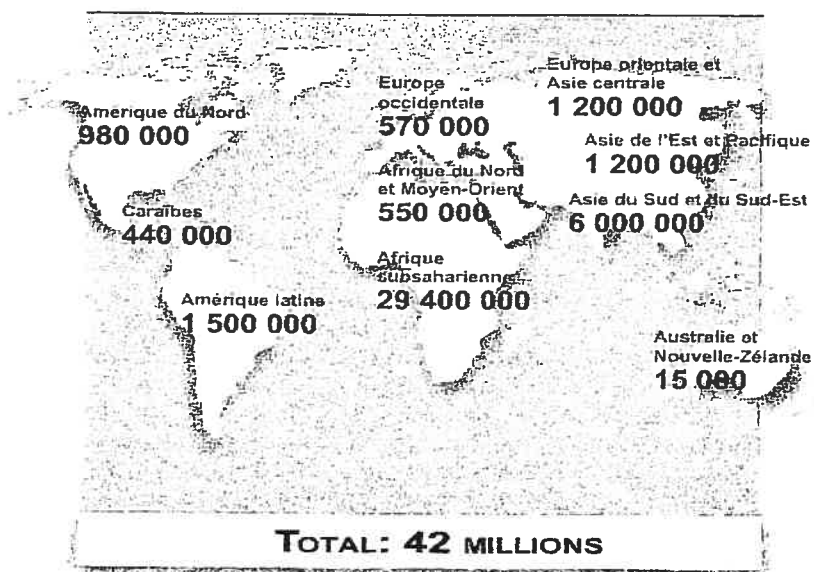 Amérique du Nord
980 000
Caraïbes
440 000
Amérique latine
1 500 000
Europe
occidentale
570 000
Afrique du Nord
et Moyen-Orient
550 000
Afrique
subsaharienne
29 400 000
Europe orientale et
Asie centrale
1 200 000
Asie de l'Est et Pacifique
1 200 000
Asie du Sud et du Sud-Est
6 000 000
Australie et
Nouvelle-Zélande
15 000
TOTAL: 42 MILLIONS